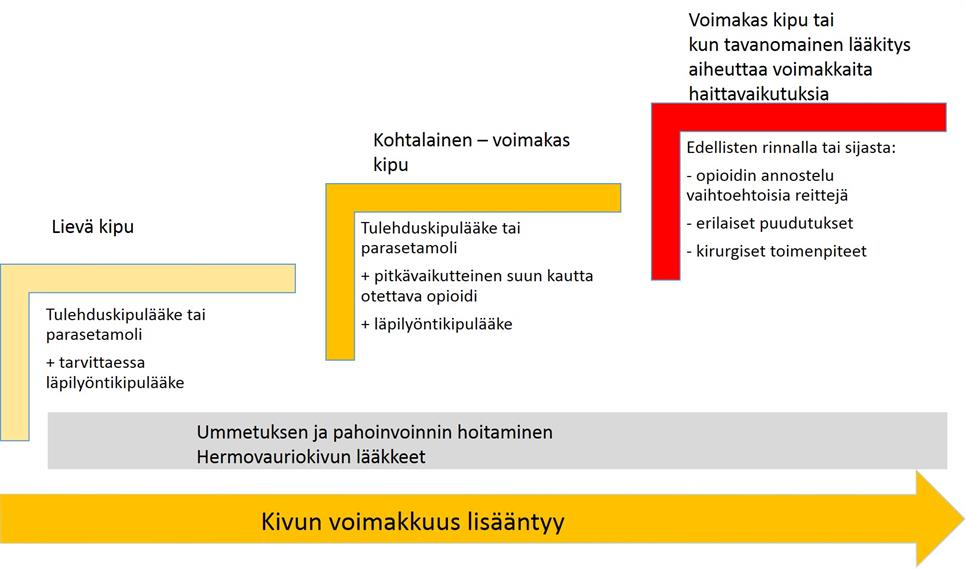 Voimakas kipu tai
kun tavanomainen lääkitys
aiheuttaa voimakkaita
haittavaikutuksia
Edellisten rinnalla tai sijasta:
- opioidin annostelu
vaihtoehtoisia reittejä
- erilaiset puudutukset
- kirurgiset toimenpiteet
Kohtalainen – voimakas
kipu
Tulehduskipulääke tai
parasetamoli
+ pitkävaikutteinen suun kautta
otettava opioidi
+ läpilyöntikipulääke
Lievä kipu
Tulehduskipulääke tai
parasetamoli
+ tarvittaessa
läpilyöntikipulääke
Ummetuksen ja pahoinvoinnin hoitaminen
Hermovauriokivun lääkkeet
Kivun voimakkuus lisääntyy